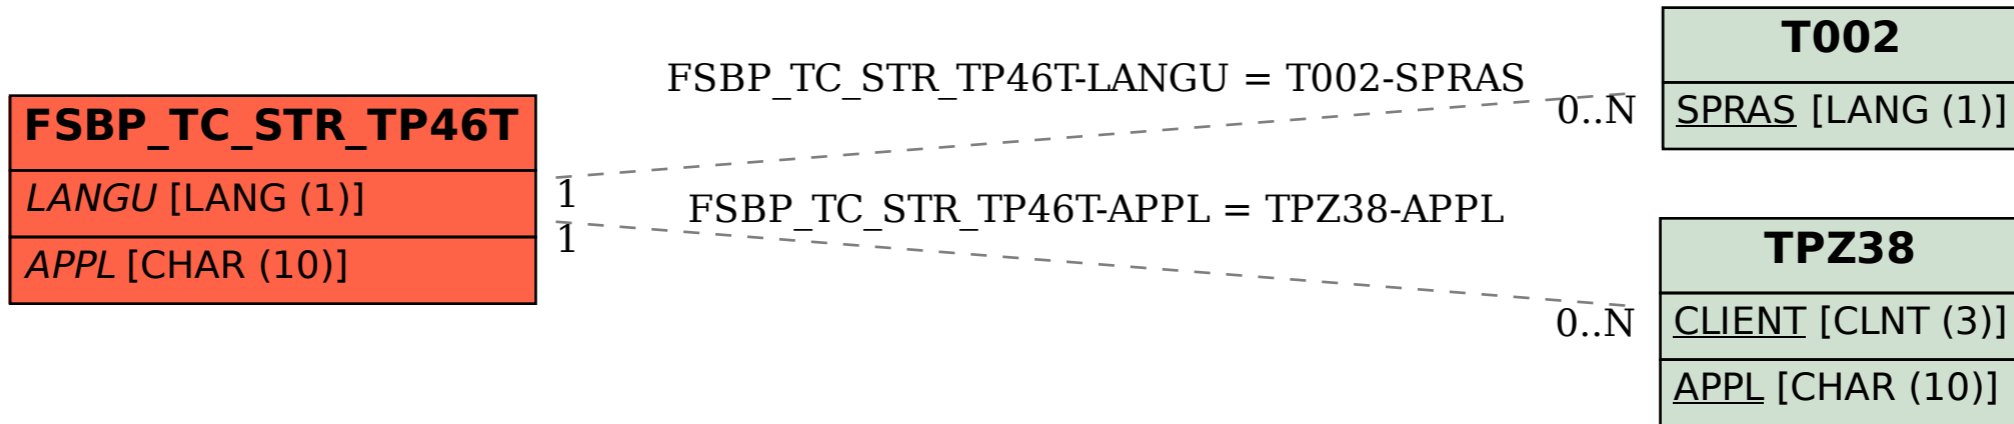 FSBP_TC_STR_TP46T
LANGU [LANG (1)]
APPL [CHAR (10)]
FSBP_TC_STR_TP46T-LANGU = T002-SPRAS
1
0..N
FSBP_TC_STR_TP46T-APPL = TPZ38-APPL
1
0..N
T002
SPRAS [LANG (1)]
TPZ38
CLIENT [CLNT (3)]
APPL [CHAR (10)]